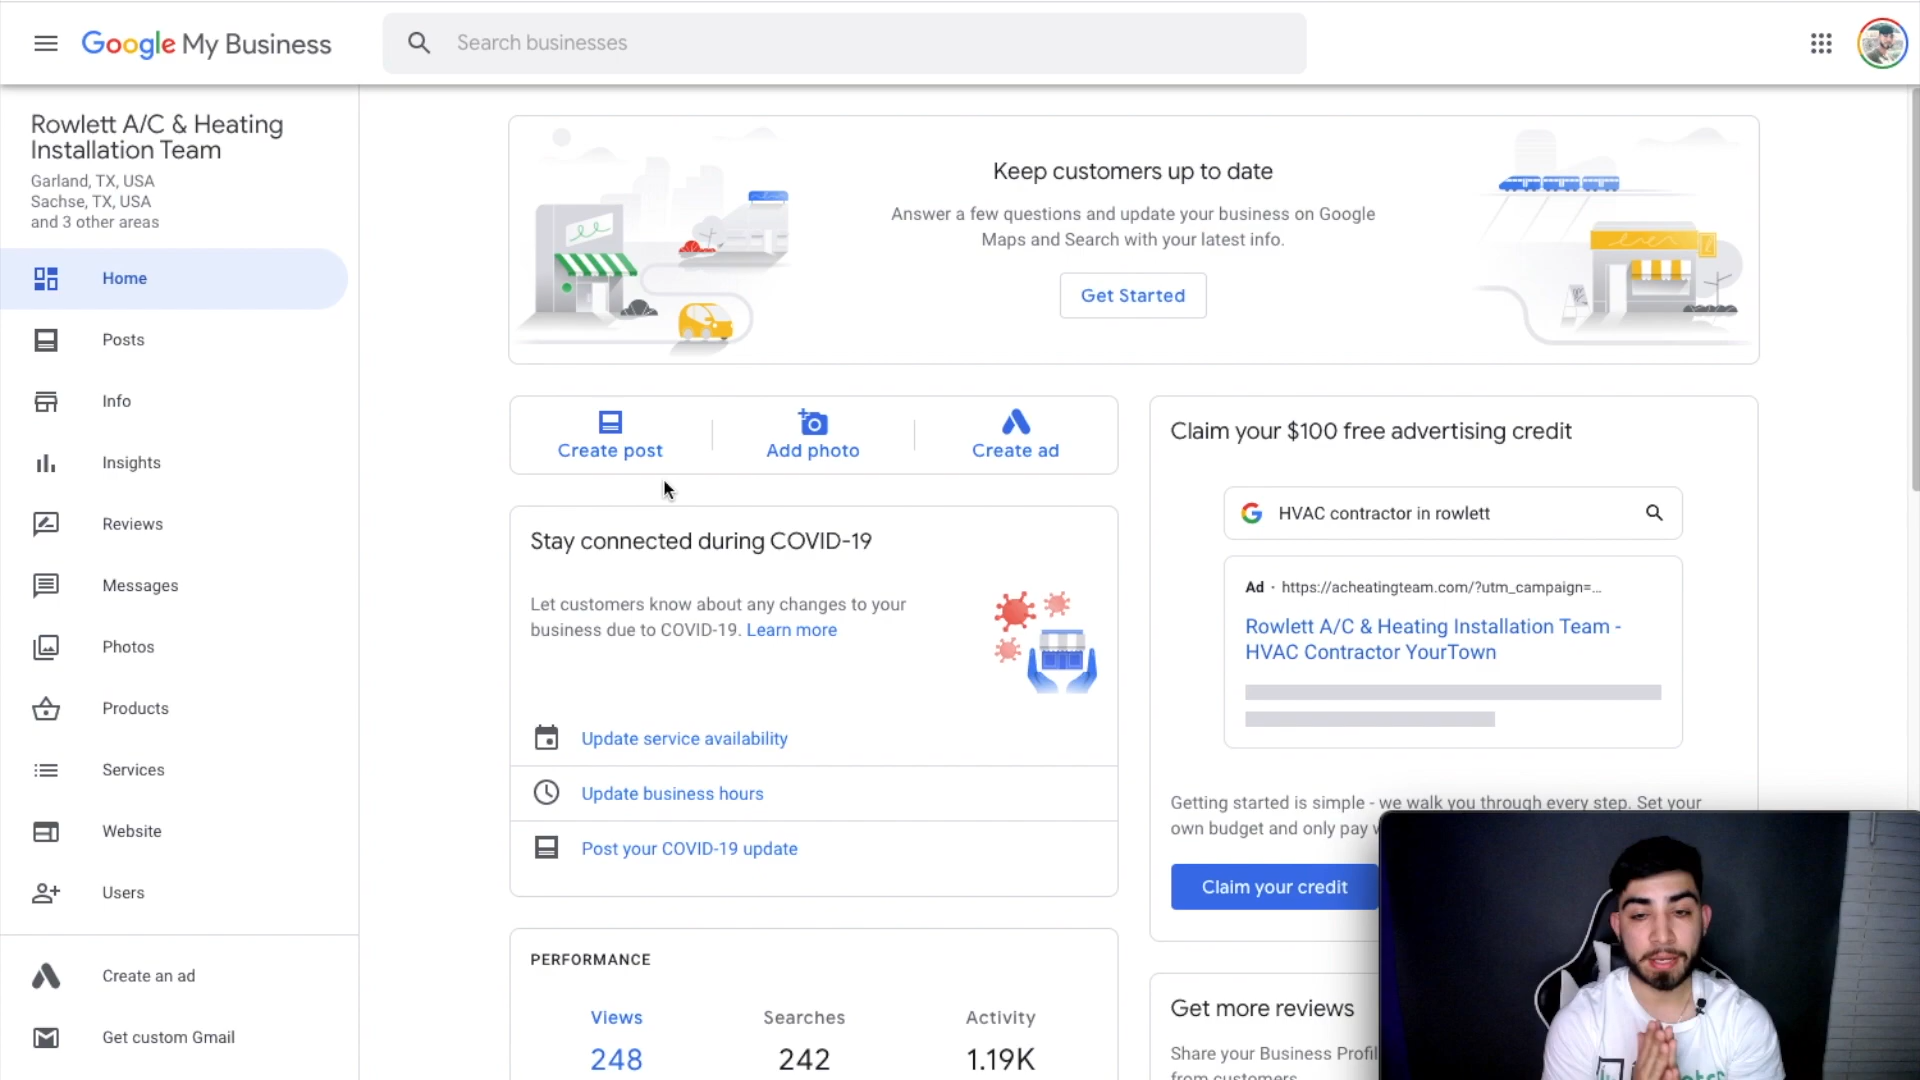 Google My Business
Search businesses
Rowlett A/C & Heating
Installation Team
Garland, TX, USA
Sachse, TX, USA
and 3 other areas
Home
Posts
Info
Insights
Reviews
Messages
Photos
Products
Services
Website
Users
Create an ad
Get custom Gmail
Keep customers up to date
Answer a few questions and update your business on Google
Maps and Search with your latest info.
Get Started
Create post
Add photo
Create ad
Stay connected during COVID-19
Let customers know about any changes to your
business due to COVID-19. Learn more
Update service availability
Update business hours
Post your COVID-19 update
PERFORMANCE
Views
Searches
Activity
248
242
1.19K
Claim your $100 free advertising credit
HVAC contractor in rowlett
Ad · https://acheatingteam.com/?utm_campaign=...
Rowlett A/C & Heating Installation Team -
HVAC Contractor YourTown
Getting started is simple - we walk you through every step. Set your
own budget and only pay
Claim your credit
Get more reviews
Share your Business Profil
from customers